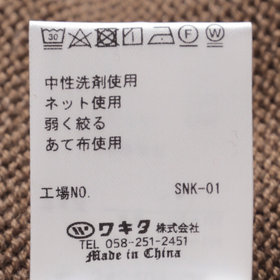 30 F W
中性洗剤使用
ネット使用
弱く絞る
あて布使用
工場NO. SNK-01
ワキタ 株式会社
TEL 058-251-2451
Made in China